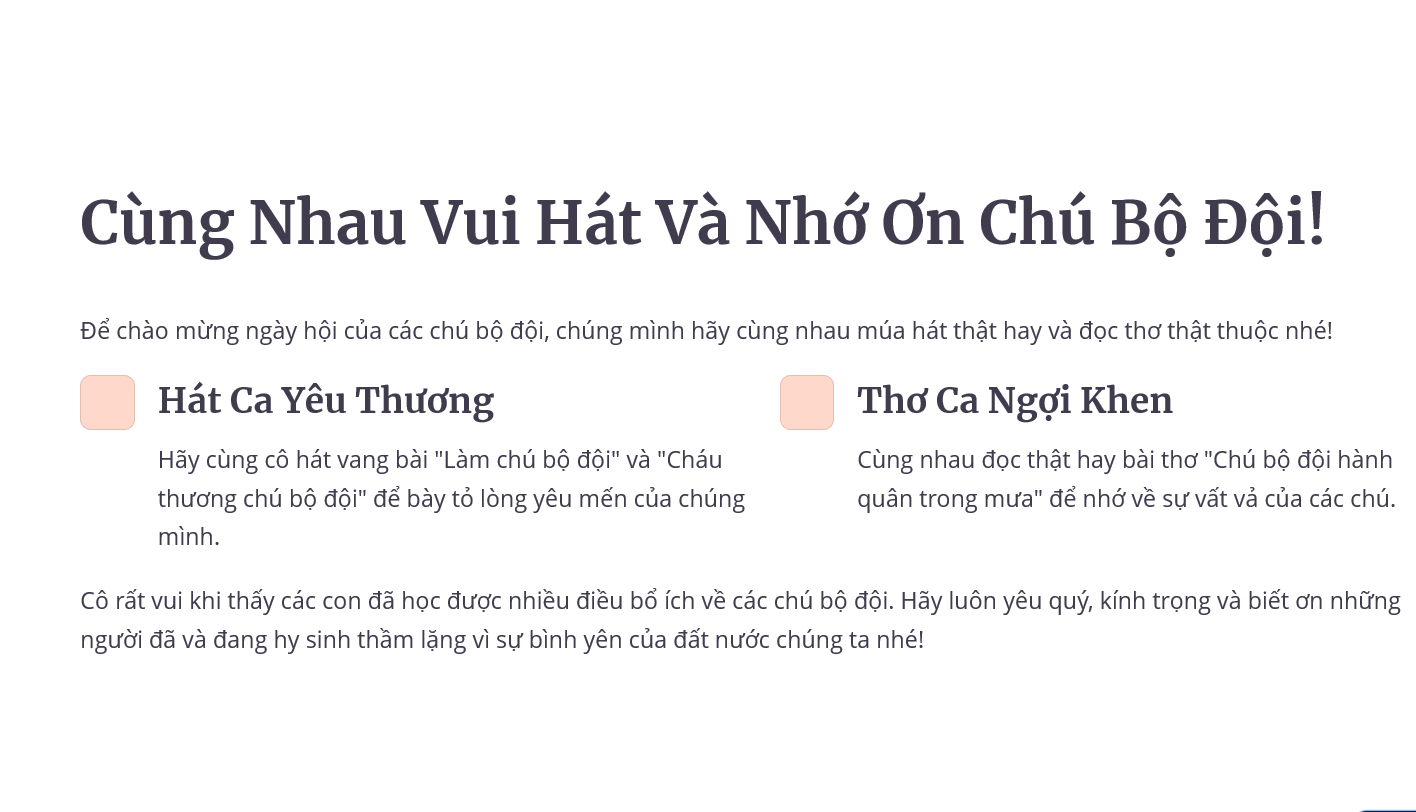 Cùng Nhau Vui Hát Và Nhớ Ơn Chú Bộ Đội!
Để chào mừng ngày hội của các chú bộ đội, chúng mình hãy cùng nhau múa hát thật hay và đọc thơ thật thuộc nhé!
Hát Ca Yêu Thương
Hãy cùng cô hát vang bài "Làm chú bộ đội" và "Cháu
thương chú bộ đội" để bày tỏ lòng yêu mến của chúng
mình.
Thơ Ca Ngợi Khen
Cùng nhau đọc thật hay bài thơ "Chú bộ đội hành
quân trong mưa" để nhớ về sự vất vả của các chú.
Cô rất vui khi thấy các con đã học được nhiều điều bổ ích về các chú bộ đội. Hãy luôn yêu quý, kính trọng và biết ơn những
người đã và đang hy sinh thầm lặng vì sự bình yên của đất nước chúng ta nhé!